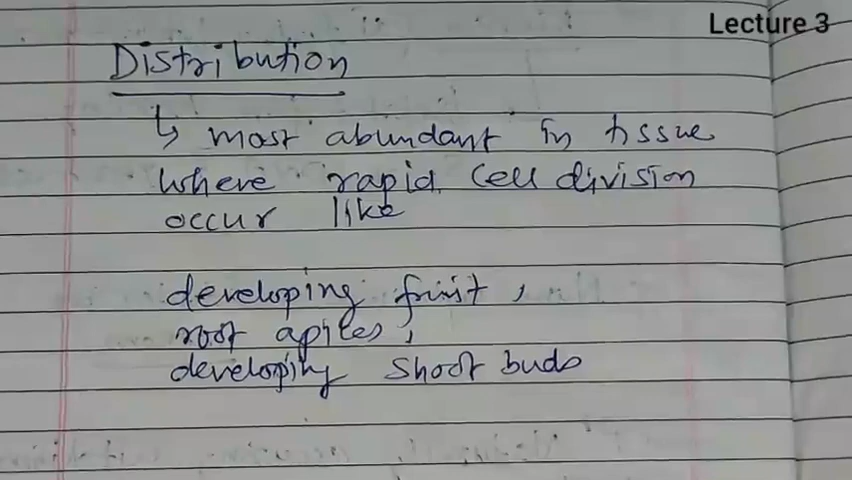 Lecture 3
Distribution
↳ most abundant in tissue
where rapid cell division
occur like
developing fruit,
root apices,
developing shoot buds